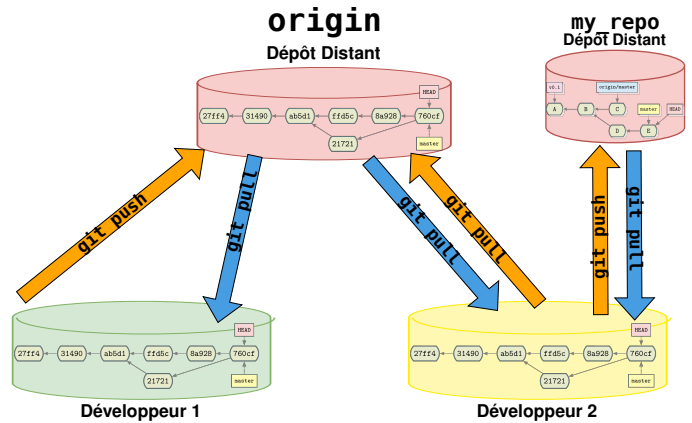 origin
Dépôt Distant
my_repo
Dépôt Distant
HEAD
27ff4 31490 ab5d1 ffd5c 8a928 760cf
21721 master
v0.1 origin/master
A B C master HEAD
D E
git push
git pull
git pull
git pull
git push
git pull
HEAD
27ff4 31490 ab5d1 ffd5c 8a928 760cf
21721 master
HEAD
27ff4 31490 ab5d1 ffd5c 8a928 760cf
21721 master
Développeur 1
Développeur 2